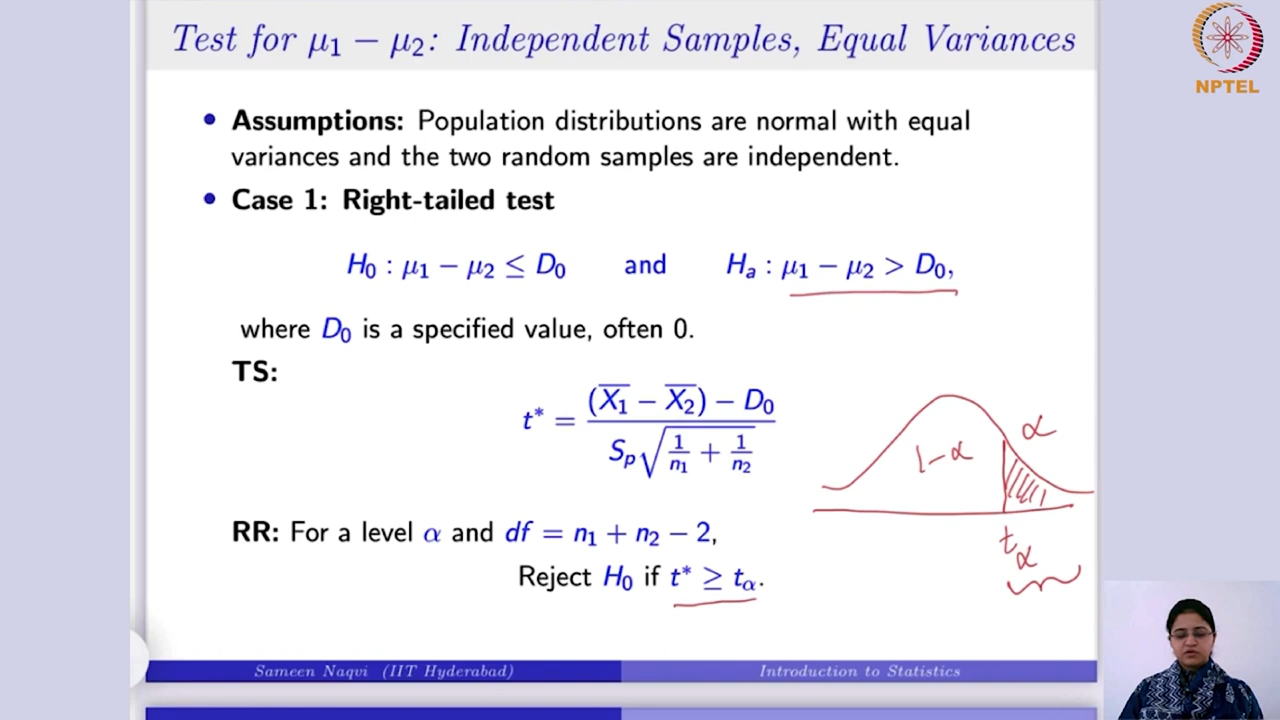 Test for μ₁ − μ₂: Independent Samples, Equal Variances
NPTEL
• Assumptions: Population distributions are normal with equal
variances and the two random samples are independent.
• Case 1: Right-tailed test
H₀ : μ₁ − μ₂ ≤ D₀ and Hₐ : μ₁ − μ₂ > D₀,
where D₀ is a specified value, often 0.
TS:
t* = ((X̄₁ − X̄₂) − D₀) / (Sₚ√(1/n₁ + 1/n₂))
1-α
α
t_α
RR: For a level α and df = n₁ + n₂ − 2,
Reject H₀ if t* ≥ t_α.
Sameen Naqvi (IIT Hyderabad) Introduction to Statistics